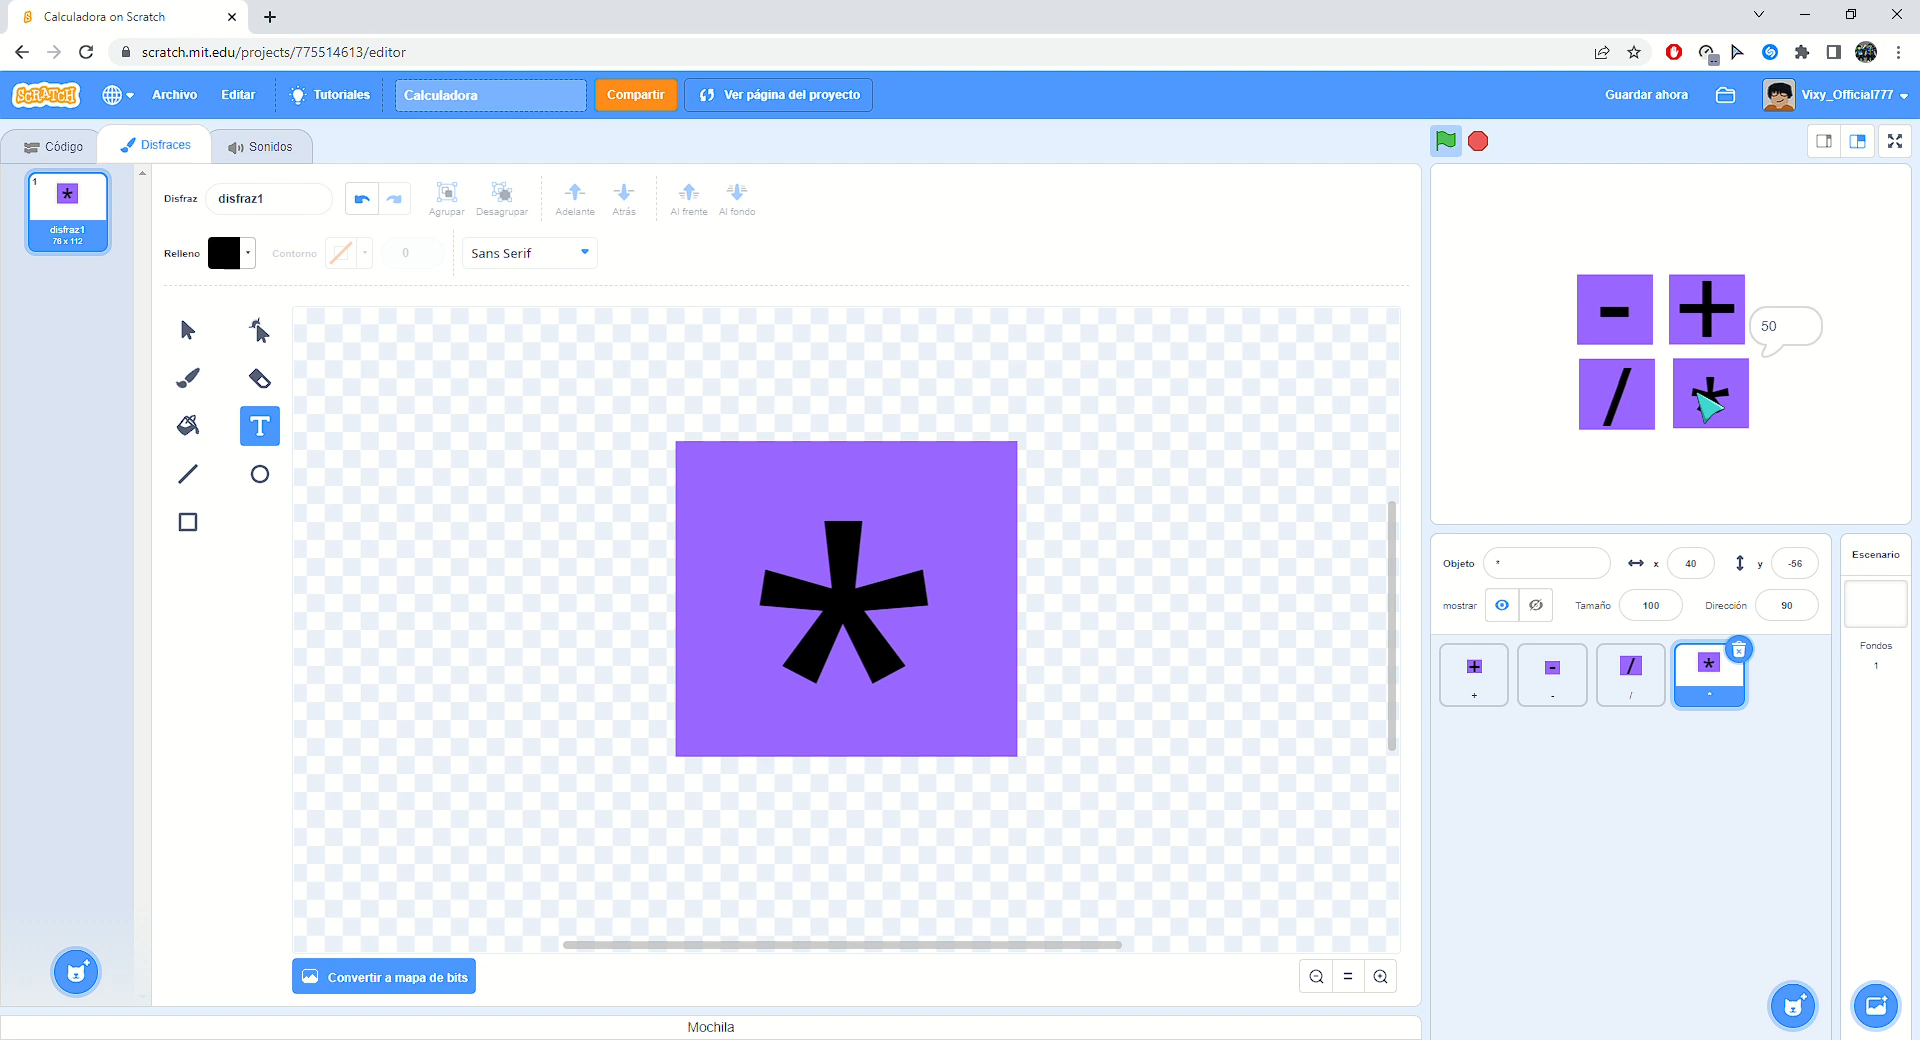 Calculadora on Scratch
scratch.mit.edu/projects/775514613/editor
SCRATCH
Archivo
Editar
Tutoriales
Calculadora
Compartir
Ver página del proyecto
Guardar ahora
Vixy_Official777
Código
Disfraces
Sonidos
1
*
disfraz1
76 x 112
Disfraz
disfraz1
Agrupar
Desagrupar
Adelante
Atrás
Al frente
Al fondo
Relleno
Contorno
0
Sans Serif
T
*
Convertir a mapa de bits
=
Mochila
- +
50
/ *
Objeto
*
x
40
y
-56
mostrar
Tamaño
100
Dirección
90
+ - / *
+ - / *
Escenario
Fondos
1